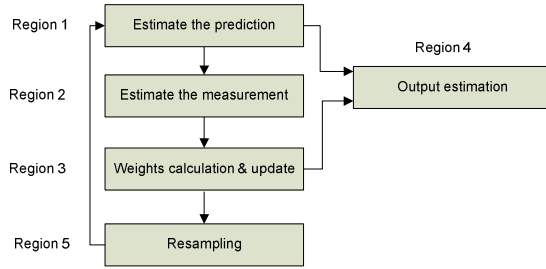 Region 1
Estimate the prediction
Region 4
Output estimation
Region 2
Estimate the measurement
Region 3
Weights calculation & update
Region 5
Resampling